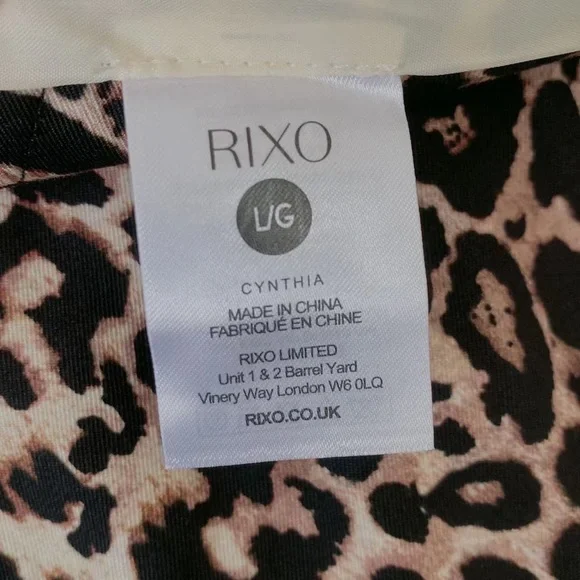 RIXO
L/G
CYNTHIA
MADE IN CHINA
FABRIQUÉ EN CHINE
RIXO LIMITED
Unit 1 & 2 Barrel Yard
Vinery Way London W6 0LQ
RIXO.CO.UK